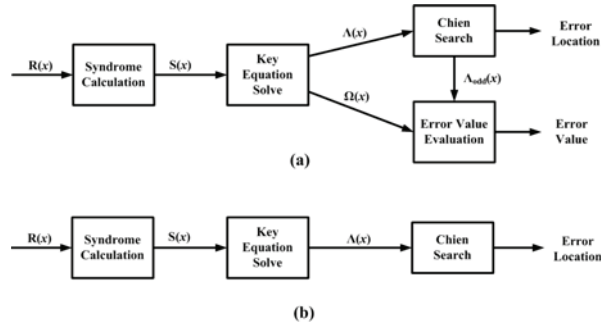 R(x)
Syndrome
Calculation
S(x)
Key
Equation
Solve
Λ(x)
Ω(x)
Chien
Search
Λodd(x)
Error Value
Evaluation
Error
Location
Error
Value
(a)
R(x)
Syndrome
Calculation
S(x)
Key
Equation
Solve
Λ(x)
Chien
Search
Error
Location
(b)